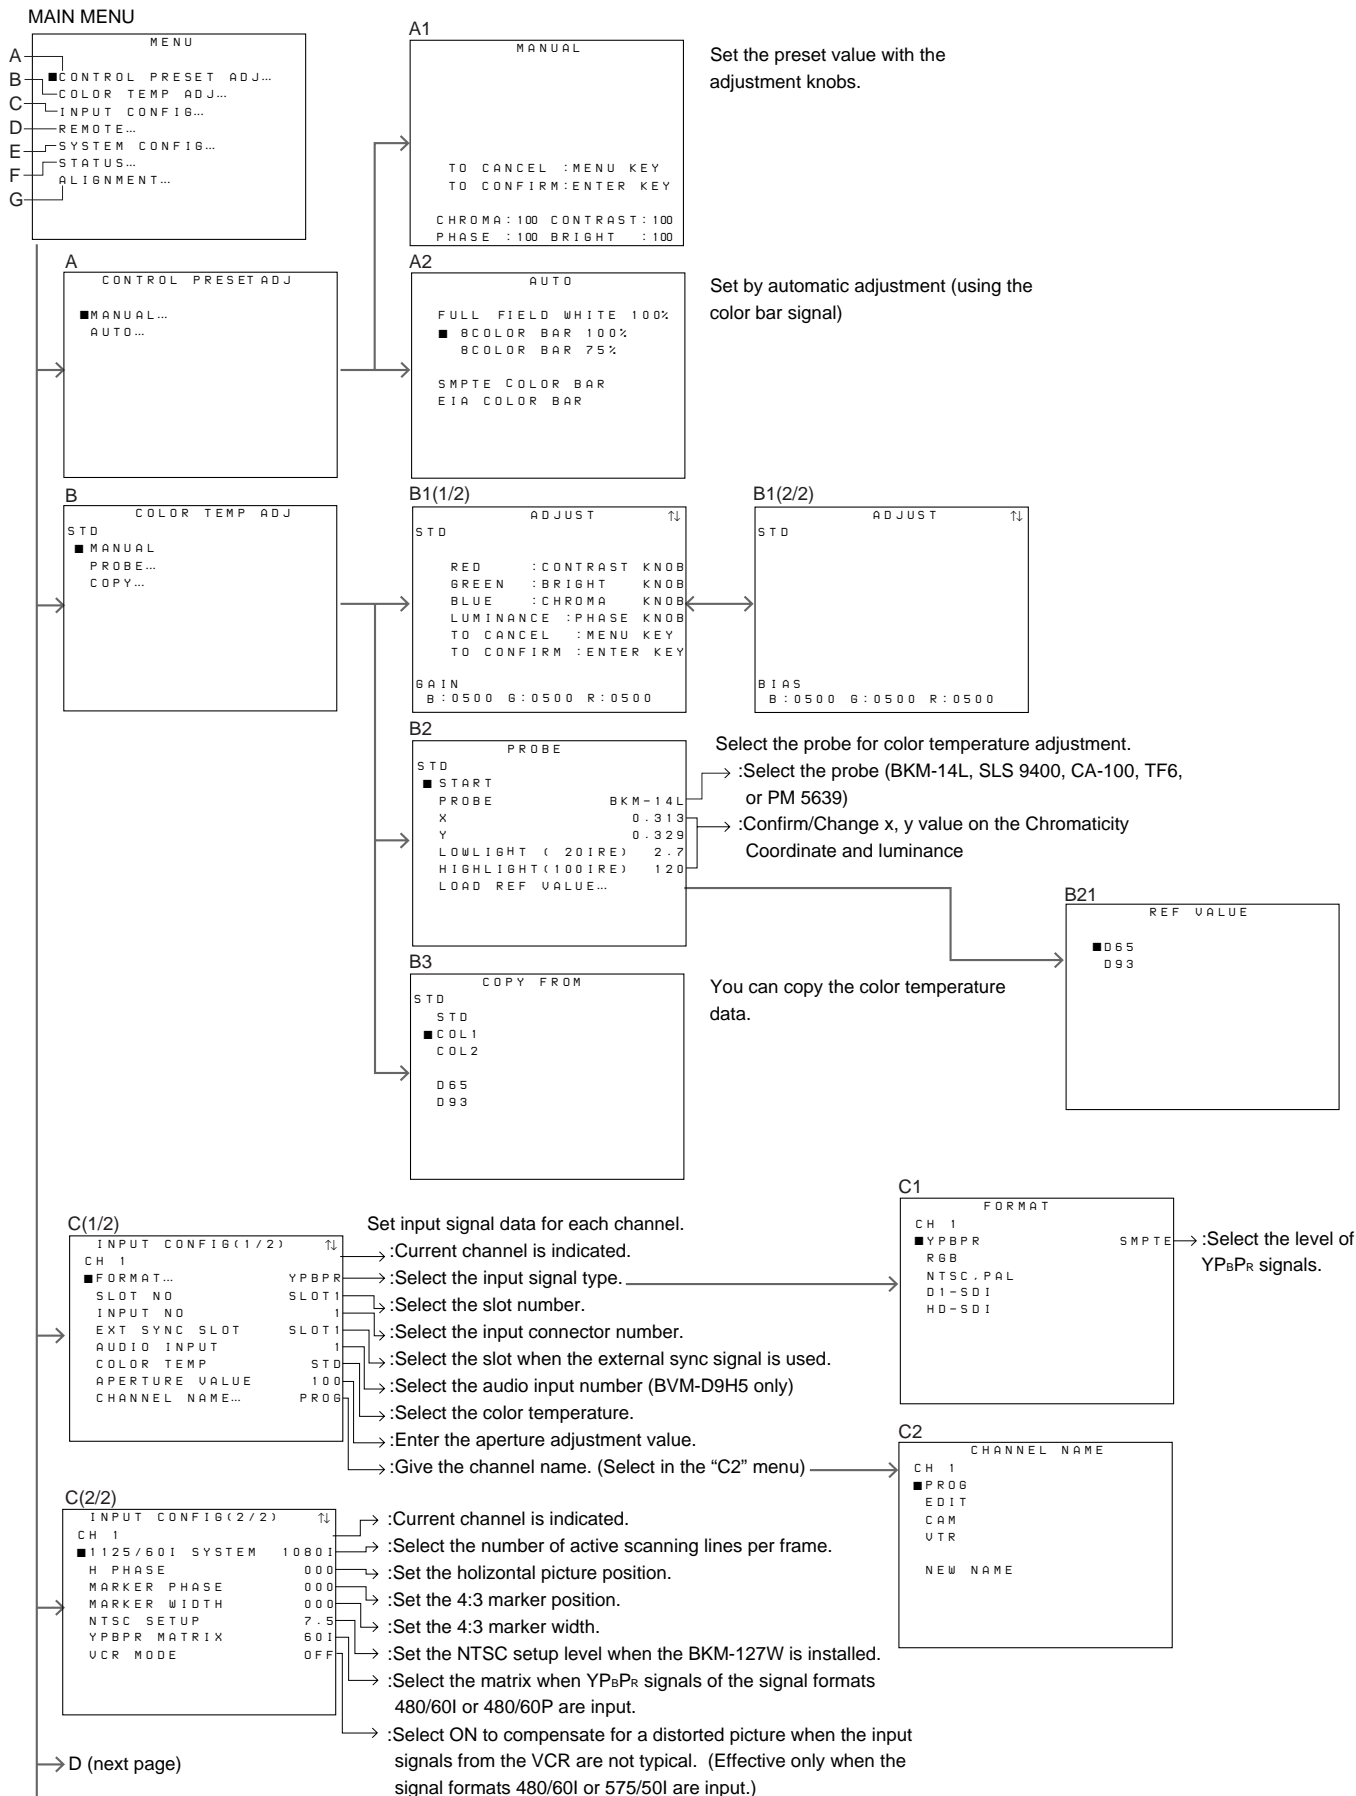 MAIN MENU
MENU
A
B
C
D
E
F
G
■CONTROL PRESET ADJ…
COLOR TEMP ADJ…
INPUT CONFIG…
REMOTE…
SYSTEM CONFIG…
STATUS…
ALIGNMENT…
A1
MANUAL
TO CANCEL :MENU KEY
TO CONFIRM:ENTER KEY
CHROMA:100 CONTRAST:100
PHASE :100 BRIGHT :100
Set the preset value with the
adjustment knobs.
A
CONTROL PRESET ADJ
■MANUAL…
AUTO…
A2
AUTO
FULL FIELD WHITE 100%
■ 8COLOR BAR 100%
8COLOR BAR 75%
SMPTE COLOR BAR
EIA COLOR BAR
Set by automatic adjustment (using the
color bar signal)
B
COLOR TEMP ADJ
STD
■ MANUAL
PROBE…
COPY…
B1(1/2)
ADJUST ↑↓
STD
RED :CONTRAST KNOB
GREEN :BRIGHT KNOB
BLUE :CHROMA KNOB
LUMINANCE :PHASE KNOB
TO CANCEL :MENU KEY
TO CONFIRM :ENTER KEY
GAIN
B:0500 G:0500 R:0500
B1(2/2)
ADJUST ↑↓
STD
BIAS
B:0500 G:0500 R:0500
B2
PROBE
STD
■ START
PROBE BKM-14L
X 0.313
Y 0.329
LOWLIGHT ( 20IRE) 2.7
HIGHLIGHT(100IRE) 120
LOAD REF VALUE…
Select the probe for color temperature adjustment.
:Select the probe (BKM-14L, SLS 9400, CA-100, TF6,
or PM 5639)
:Confirm/Change x, y value on the Chromaticity
Coordinate and luminance
B21
REF VALUE
■D65
D93
B3
COPY FROM
STD
STD
■COL1
COL2
D65
D93
You can copy the color temperature
data.
C(1/2)
INPUT CONFIG(1/2) ↑↓
CH 1
■FORMAT… YPBPR
SLOT NO SLOT1
INPUT NO 1
EXT SYNC SLOT SLOT1
AUDIO INPUT 1
COLOR TEMP STD
APERTURE VALUE 100
CHANNEL NAME… PROG
Set input signal data for each channel.
:Current channel is indicated.
:Select the input signal type.
:Select the slot number.
:Select the input connector number.
:Select the slot when the external sync signal is used.
:Select the audio input number (BVM-D9H5 only)
:Select the color temperature.
:Enter the aperture adjustment value.
:Give the channel name. (Select in the “C2” menu)
C1
FORMAT
CH 1
■YPBPR SMPTE
RGB
NTSC,PAL
D1-SDI
HD-SDI
:Select the level of
YPBPR signals.
C2
CHANNEL NAME
CH 1
■PROG
EDIT
CAM
VTR
NEW NAME
C(2/2)
INPUT CONFIG(2/2) ↑↓
CH 1
■1125/60I SYSTEM 1080I
H PHASE 000
MARKER PHASE 000
MARKER WIDTH 000
NTSC SETUP 7.5
YPBPR MATRIX 60I
VCR MODE OFF
:Current channel is indicated.
:Select the number of active scanning lines per frame.
:Set the holizontal picture position.
:Set the 4:3 marker position.
:Set the 4:3 marker width.
:Set the NTSC setup level when the BKM-127W is installed.
:Select the matrix when YPBPR signals of the signal formats
480/60I or 480/60P are input.
:Select ON to compensate for a distorted picture when the input
signals from the VCR are not typical. (Effective only when the
signal formats 480/60I or 575/50I are input.)
D (next page)